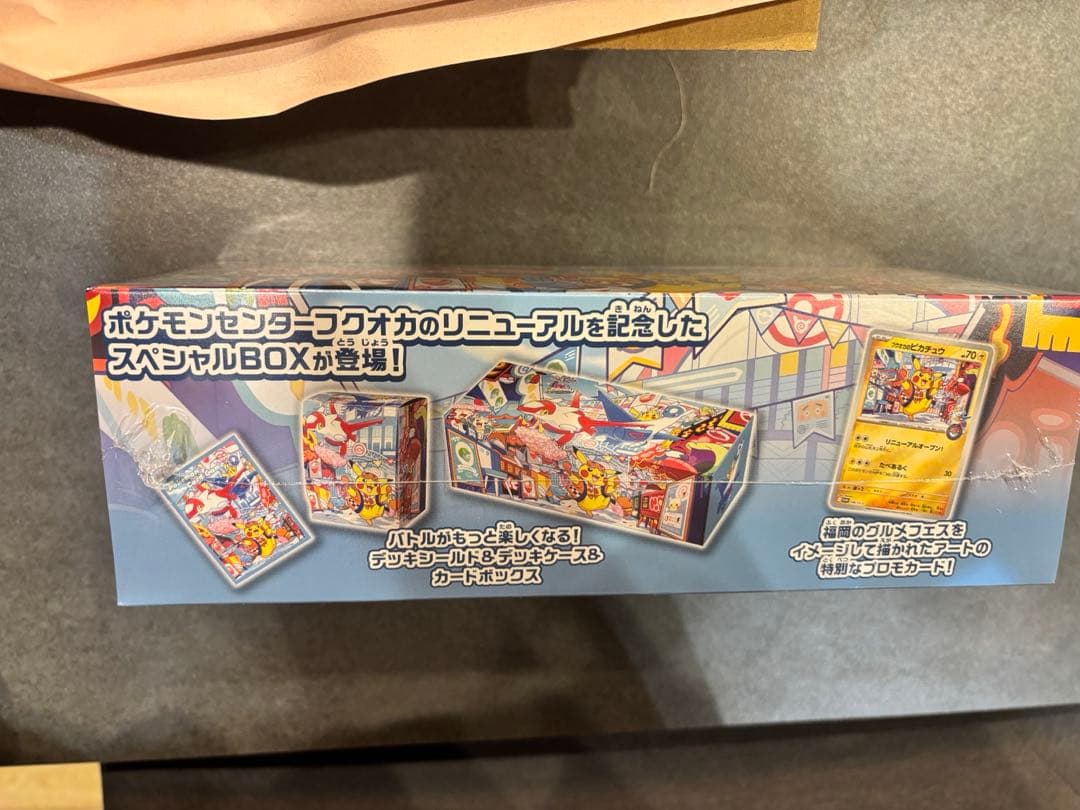 ポケモンセンターフクオカのリニューアルを記念した
スペシャルBOXが登場!
バトルがもっと楽しくなる!
デッキシールド&デッキケース&
カードボックス
フクオカのピカチュウ
70
リニューアルオープン!
たべあるく
30
福岡のグルメフェスを
イメージして描かれたアートの
特別なプロモカード!